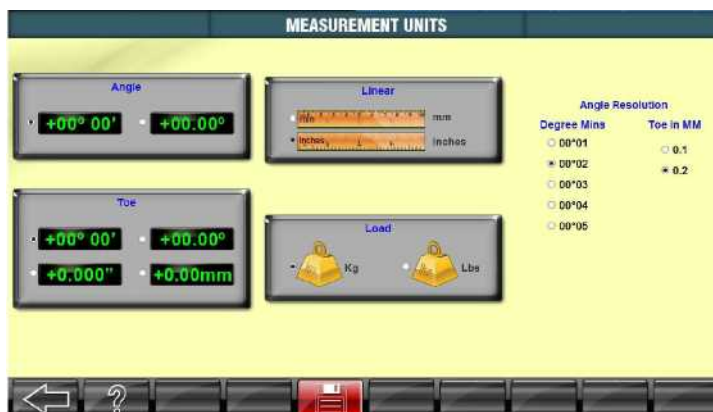 MEASUREMENT UNITS
Angle
+00° 00'
+00.00°
Linear
mm
mm
Inches
Inches
Angle Resolution
Degree Mins
Toe in MM
00°01
00°02
00°03
00°04
00°05
0.1
0.2
Toe
+00° 00'
+00.00°
+0.000"
+0.00mm
Load
Kg
Lbs
?